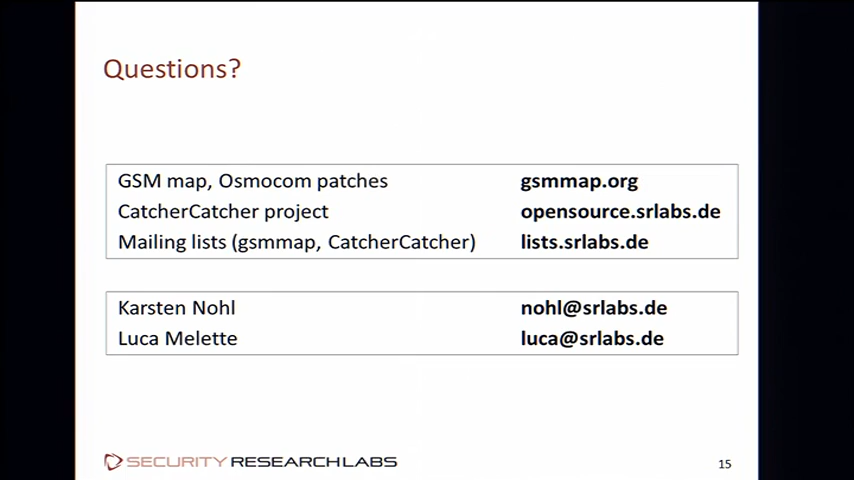 Questions?
GSM map, Osmocom patches gsmmap.org
CatcherCatcher project opensource.srlabs.de
Mailing lists (gsmmap, CatcherCatcher) lists.srlabs.de
Karsten Nohl nohl@srlabs.de
Luca Melette luca@srlabs.de
SECURITY RESEARCH LABS 15